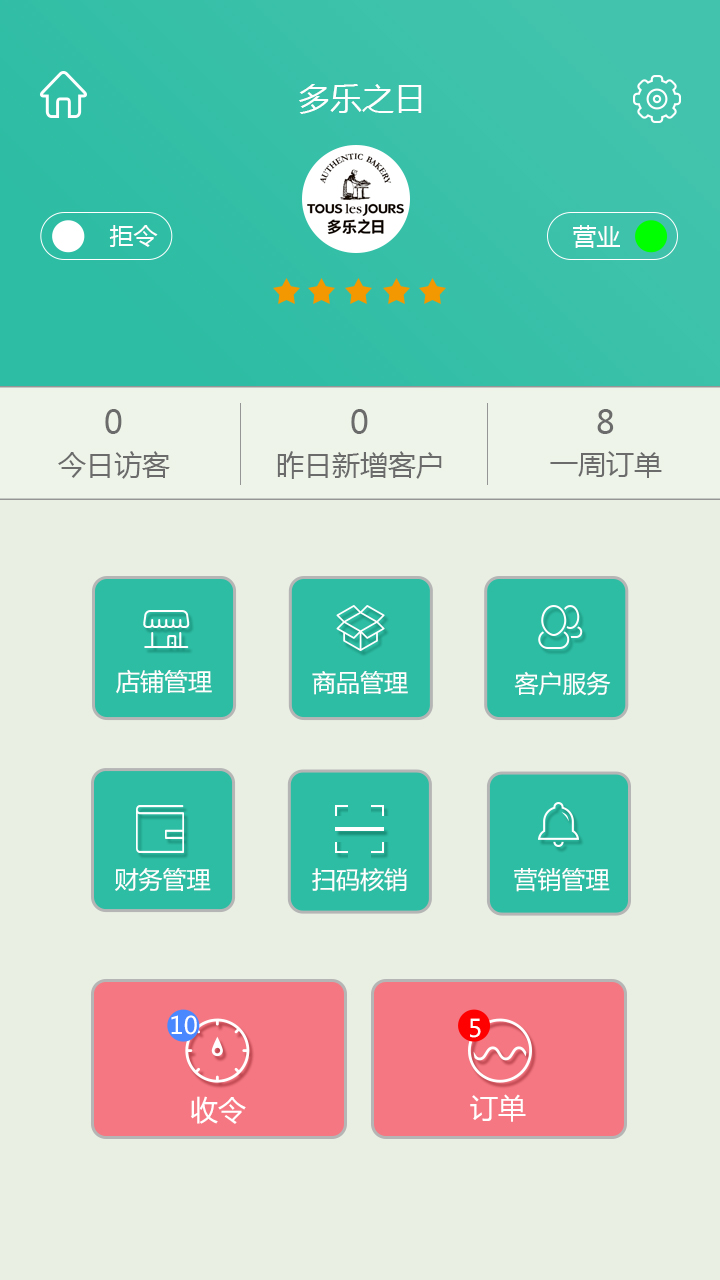 多乐之日
AUTHENTIC BAKERY
TOUS les JOURS
多乐之日
拒令
营业
0
0
8
今日访客
昨日新增客户
一周订单
店铺管理
商品管理
客户服务
财务管理
扫码核销
营销管理
10
5
收令
订单